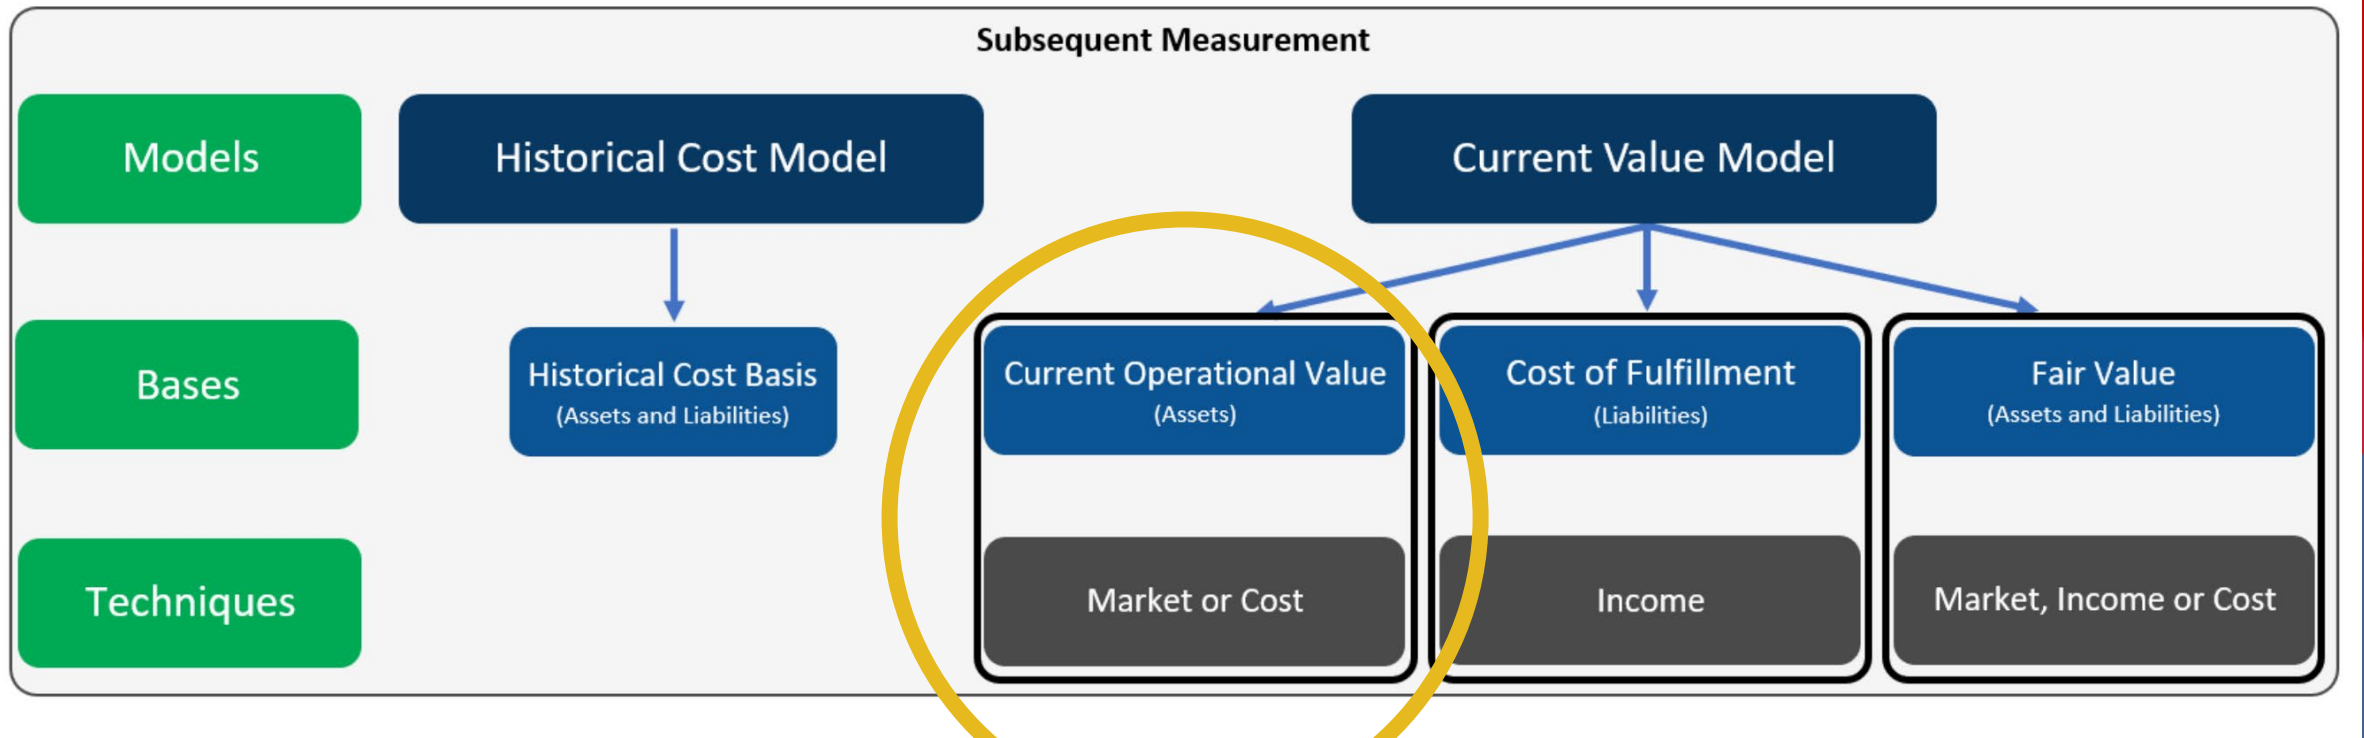 Subsequent Measurement
Models
Historical Cost Model
Current Value Model
Bases
Historical Cost Basis
(Assets and Liabilities)
Current Operational Value
(Assets)
Cost of Fulfillment
(Liabilities)
Fair Value
(Assets and Liabilities)
Techniques
Market or Cost
Income
Market, Income or Cost